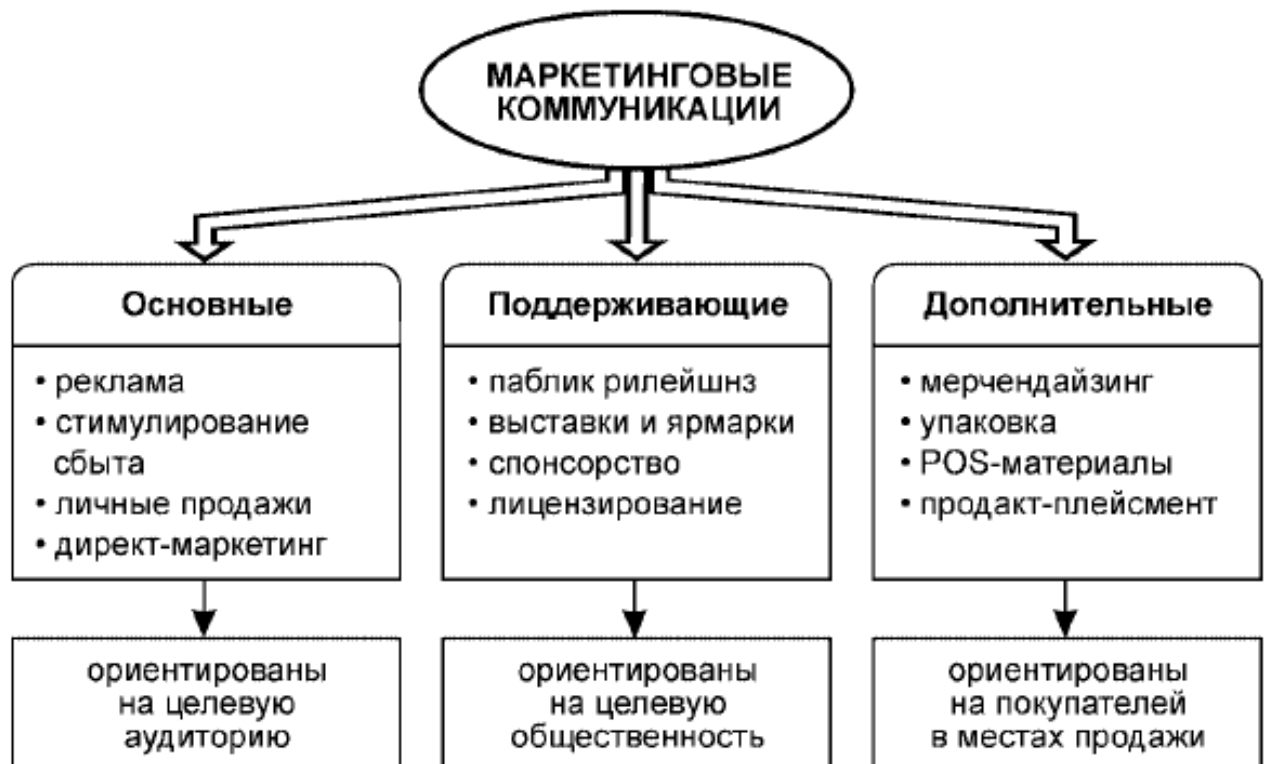 МАРКЕТИНГОВЫЕ
КОММУНИКАЦИИ
Основные
• реклама
• стимулирование
сбыта
• личные продажи
• директ-маркетинг
ориентированы
на целевую
аудиторию
Поддерживающие
• паблик рилейшнз
• выставки и ярмарки
• спонсорство
• лицензирование
ориентированы
на целевую
общественность
Дополнительные
• мерчендайзинг
• упаковка
• POS-материалы
• продакт-плейсмент
ориентированы
на покупателей
в местах продажи